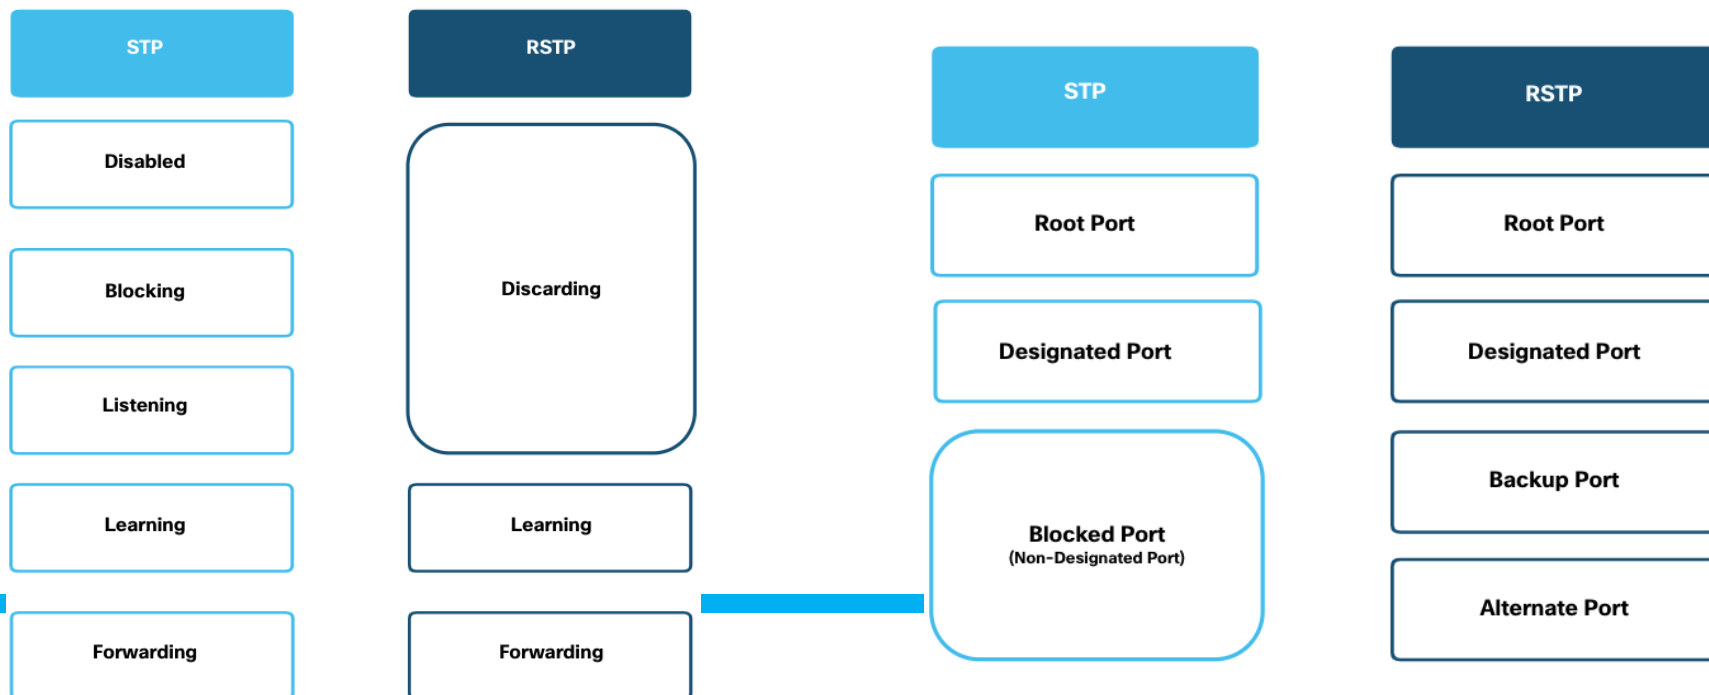 STP
Disabled
Blocking
Listening
Learning
Forwarding
RSTP
Discarding
Learning
Forwarding
STP
Root Port
Designated Port
Blocked Port
(Non-Designated Port)
RSTP
Root Port
Designated Port
Backup Port
Alternate Port